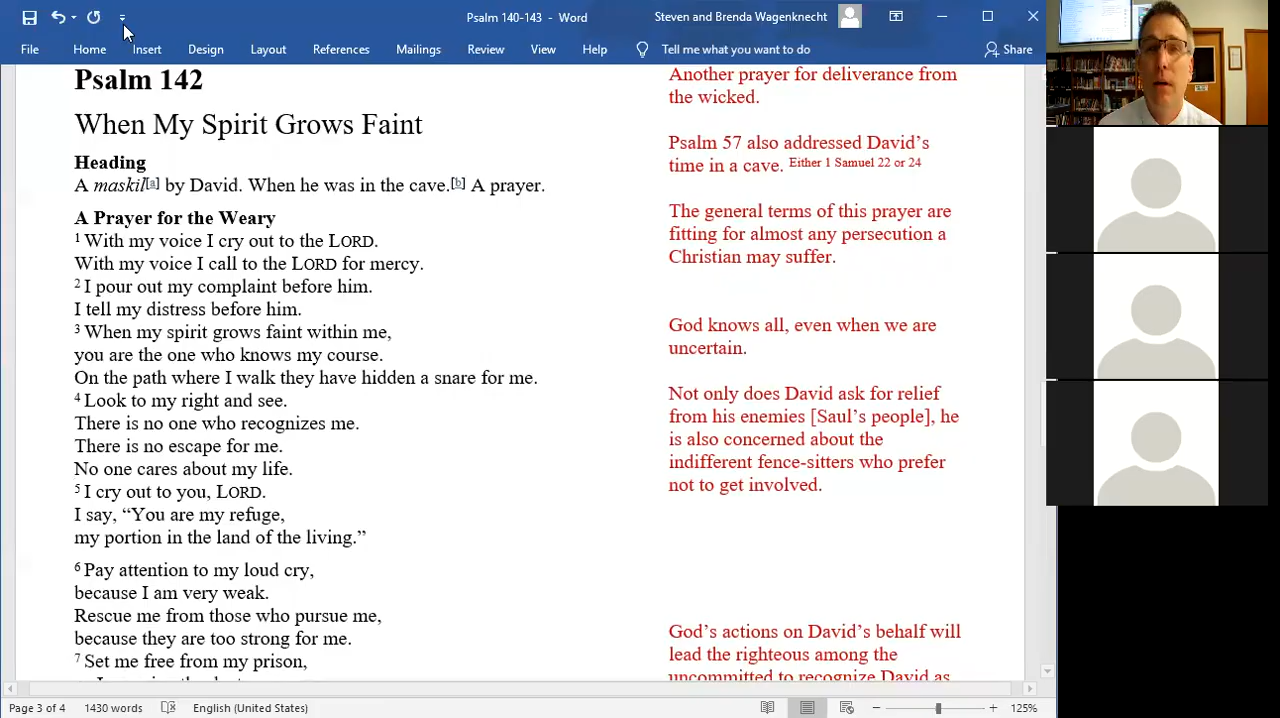 Psalm 140-143 - Word
Steven and Brenda Wagenknecht
File Home Insert Design Layout References Mailings Review View Help Tell me what you want to do Share
Psalm 142
When My Spirit Grows Faint
Heading
A maskil[a] by David. When he was in the cave.[b] A prayer.
A Prayer for the Weary
1 With my voice I cry out to the LORD.
With my voice I call to the LORD for mercy.
2 I pour out my complaint before him.
I tell my distress before him.
3 When my spirit grows faint within me,
you are the one who knows my course.
On the path where I walk they have hidden a snare for me.
4 Look to my right and see.
There is no one who recognizes me.
There is no escape for me.
No one cares about my life.
5 I cry out to you, LORD.
I say, “You are my refuge,
my portion in the land of the living.”
6 Pay attention to my loud cry,
because I am very weak.
Rescue me from those who pursue me,
because they are too strong for me.
7 Set me free from my prison,
Another prayer for deliverance from
the wicked.
Psalm 57 also addressed David’s
time in a cave. Either 1 Samuel 22 or 24
The general terms of this prayer are
fitting for almost any persecution a
Christian may suffer.
God knows all, even when we are
uncertain.
Not only does David ask for relief
from his enemies [Saul’s people], he
is also concerned about the
indifferent fence-sitters who prefer
not to get involved.
God’s actions on David’s behalf will
lead the righteous among the
uncommitted to recognize David as
Page 3 of 4 1430 words English (United States) 125%